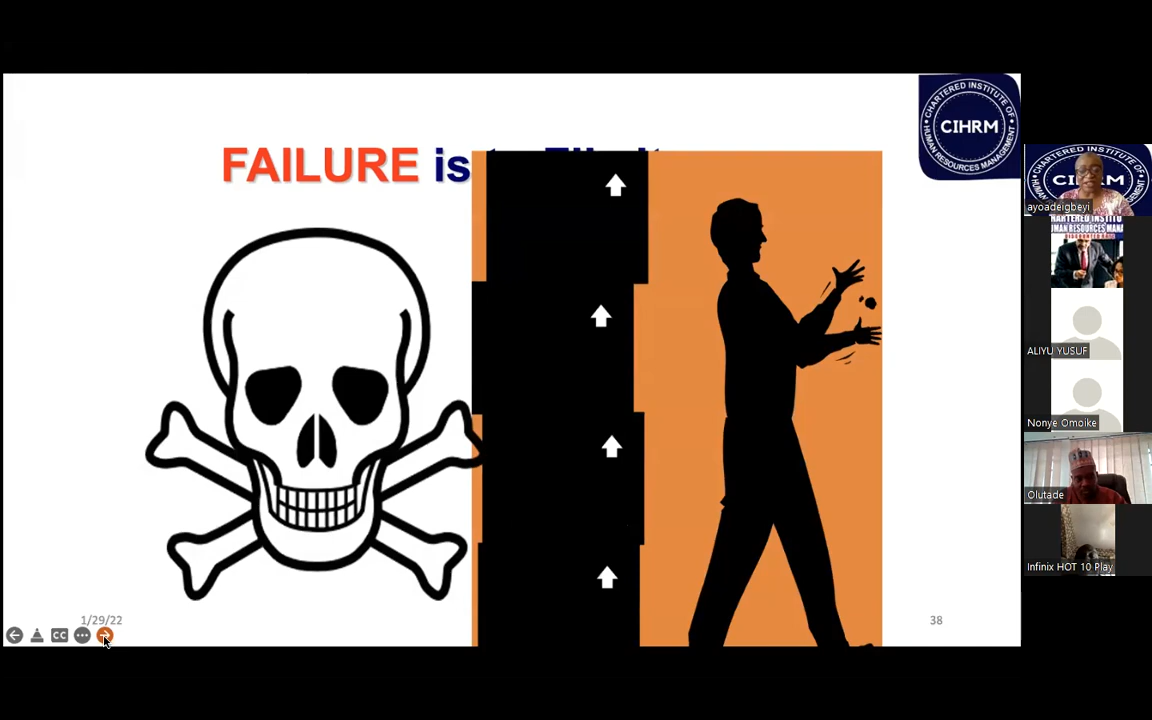 FAILURE is
CHARTERED INSTITUTE OF
HUMAN RESOURCES MANAGEMENT
CIHRM
1/29/22
CC
38
ayoadeigbeyi
ALIYU YUSUF
Nonye Omoike
Olutade
Infinix HOT 10 Play